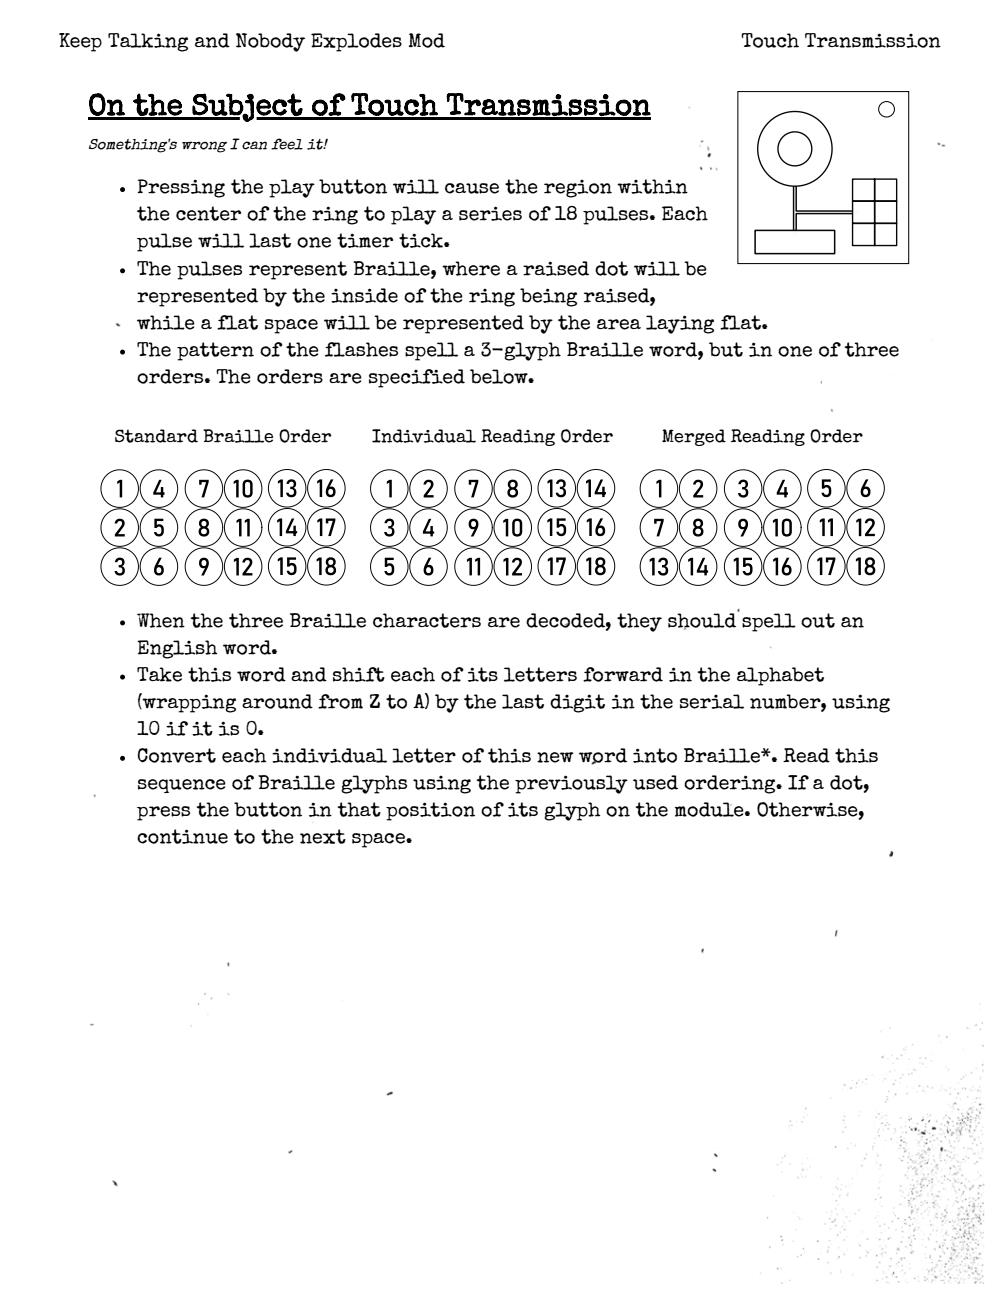 Keep Talking and Nobody Explodes Mod
Touch Transmission
On the Subject of Touch Transmission
Something's wrong I can feel it!
• Pressing the play button will cause the region within
the center of the ring to play a series of 18 pulses. Each
pulse will last one timer tick.
• The pulses represent Braille, where a raised dot will be
represented by the inside of the ring being raised,
while a flat space will be represented by the area laying flat.
• The pattern of the flashes spell a 3-glyph Braille word, but in one of three
orders. The orders are specified below.
Standard Braille Order
1 4 7 10 13 16
2 5 8 11 14 17
3 6 9 12 15 18
Individual Reading Order
1 2 7 8 13 14
3 4 9 10 15 16
5 6 11 12 17 18
Merged Reading Order
1 2 3 4 5 6
7 8 9 10 11 12
13 14 15 16 17 18
• When the three Braille characters are decoded, they should spell out an
English word.
• Take this word and shift each of its letters forward in the alphabet
(wrapping around from Z to A) by the last digit in the serial number, using
10 if it is 0.
• Convert each individual letter of this new word into Braille*. Read this
sequence of Braille glyphs using the previously used ordering. If a dot,
press the button in that position of its glyph on the module. Otherwise,
continue to the next space.